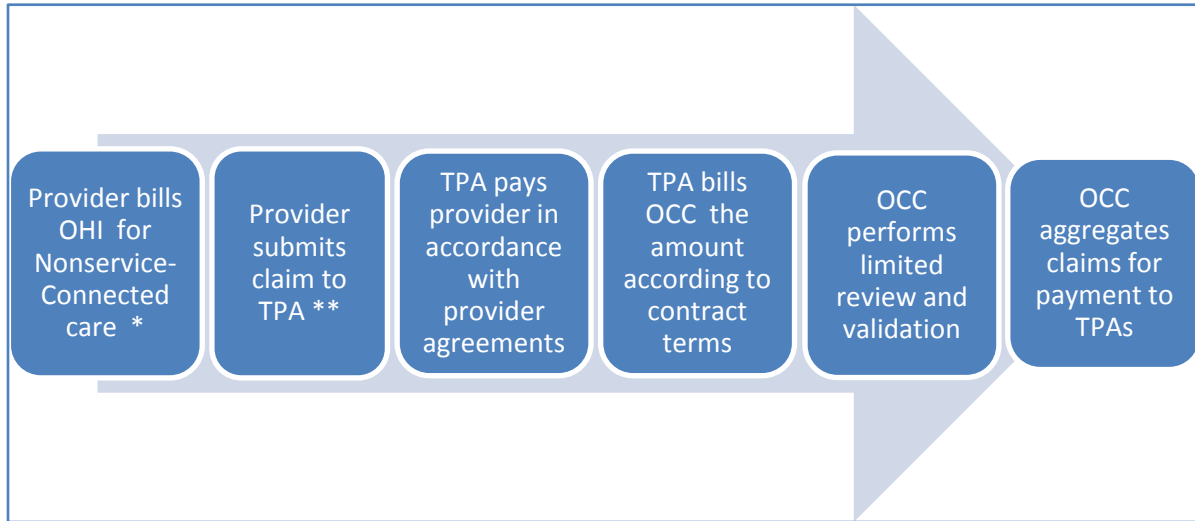 Provider bills
OHI for
Nonservice-
Connected
care *
Provider
submits
claim to
TPA **
TPA pays
provider in
accordance
with
provider
agreements
TPA bills
OCC the
amount
according to
contract
terms
OCC
performs
limited
review and
validation
OCC
aggregates
claims for
payment to
TPAs